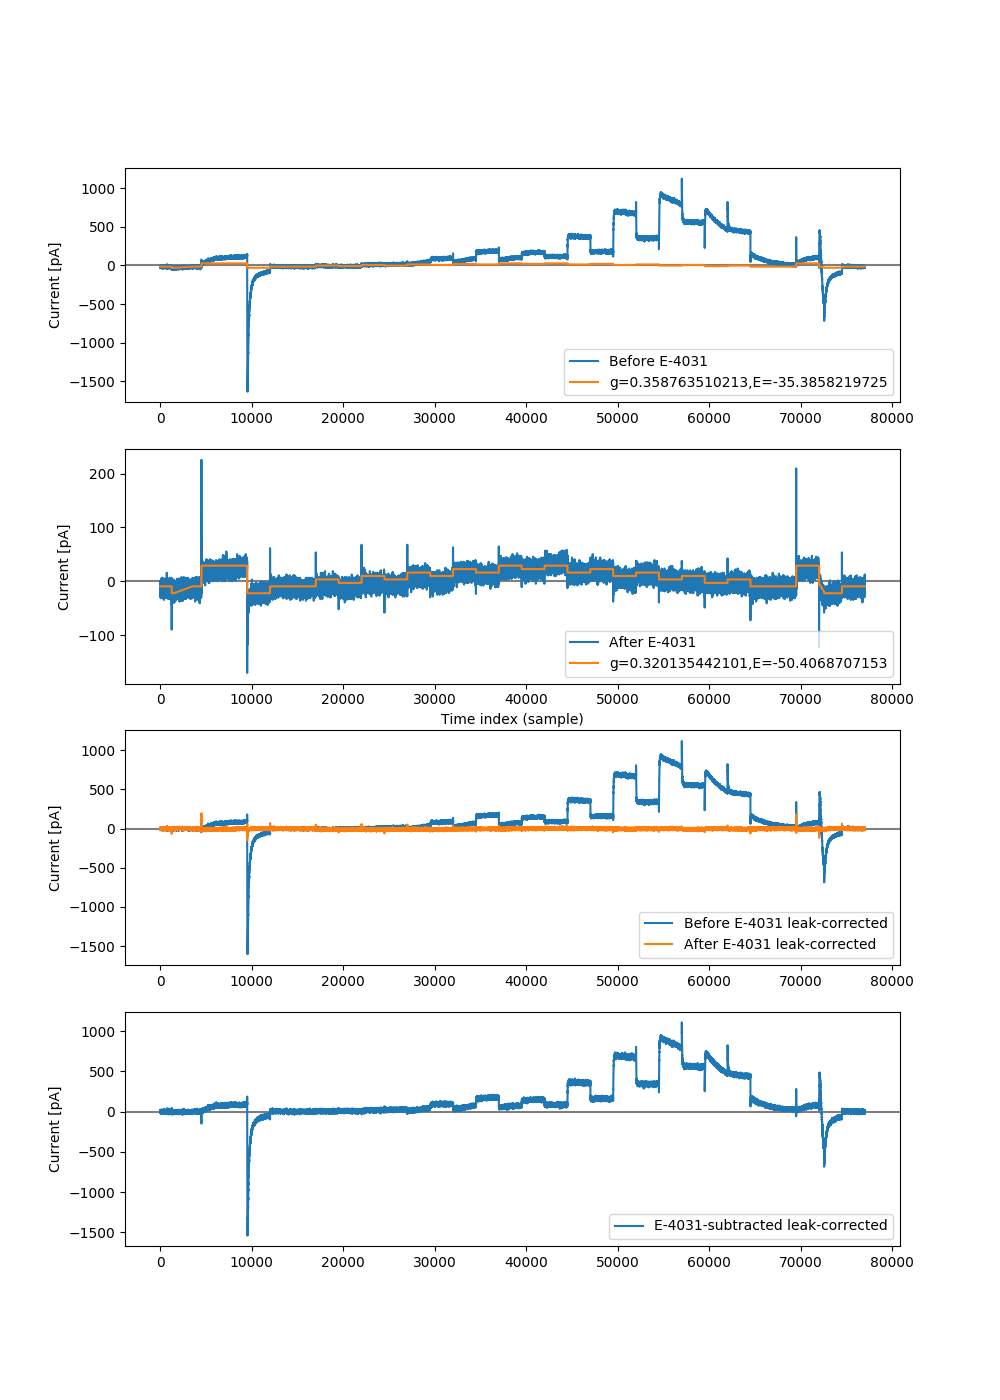 1000
500
0
−500
−1000
−1500
Current [pA]
Before E-4031
g=0.358763510213,E=-35.3858219725
0 10000 20000 30000 40000 50000 60000 70000 80000
200
100
0
−100
Current [pA]
After E-4031
g=0.320135442101,E=-50.4068707153
0 10000 20000 30000 40000 50000 60000 70000 80000
Time index (sample)
1000
500
0
−500
−1000
−1500
Current [pA]
Before E-4031 leak-corrected
After E-4031 leak-corrected
0 10000 20000 30000 40000 50000 60000 70000 80000
1000
500
0
−500
−1000
−1500
Current [pA]
E-4031-subtracted leak-corrected
0 10000 20000 30000 40000 50000 60000 70000 80000